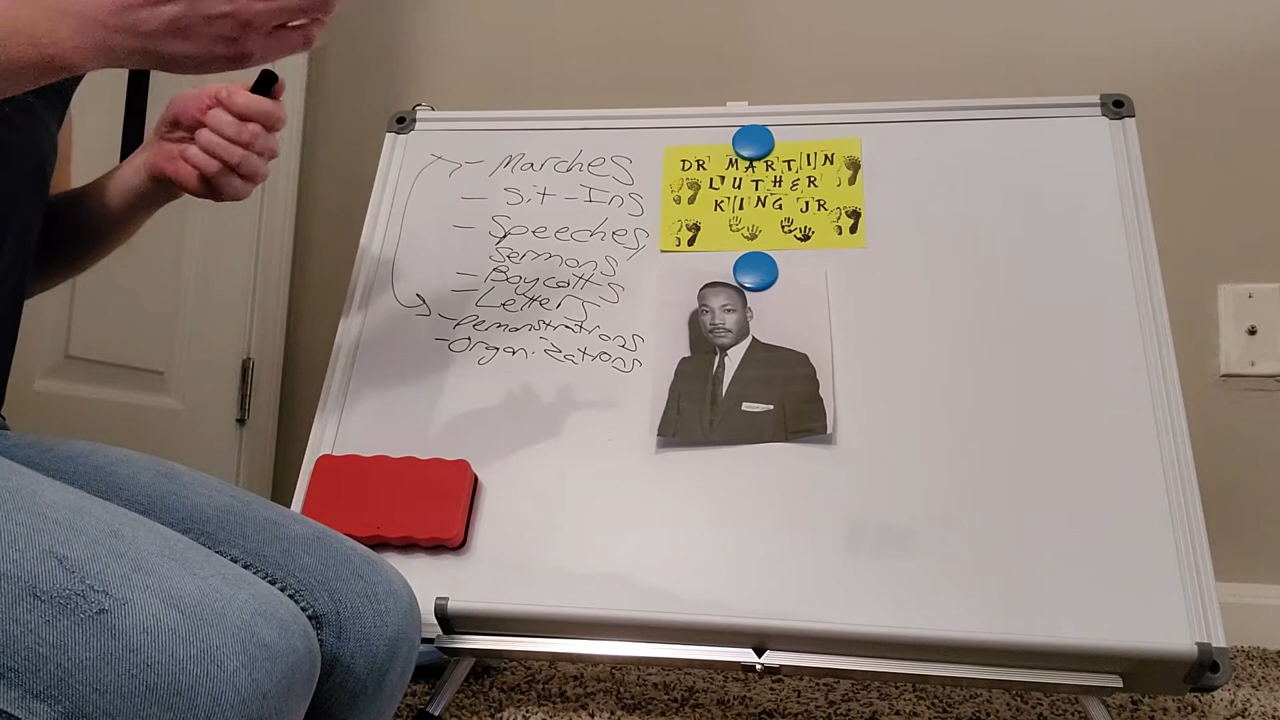 - Marches
- Sit-Ins
- Speeches,
Sermons
- Boycotts
- Letters
- Demonstrations
- Organizations
DR MARTIN
LUTHER
KING JR